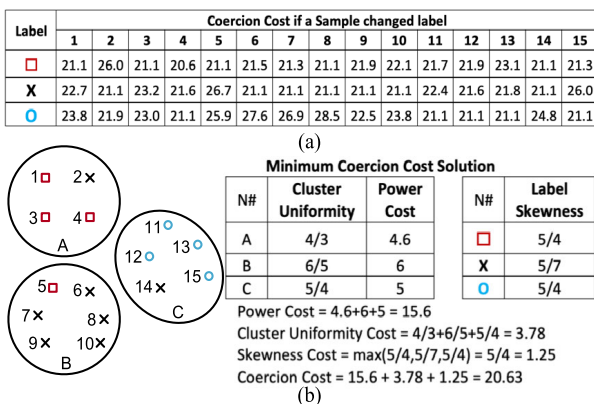 Label Coercion Cost if a Sample changed label
1 2 3 4 5 6 7 8 9 10 11 12 13 14 15
21.1 26.0 21.1 20.6 21.1 21.5 21.3 21.1 21.9 22.1 21.7 21.9 23.1 21.1 21.3
X 22.7 21.1 23.2 21.6 26.7 21.1 21.1 21.1 21.1 21.1 22.4 21.6 21.8 21.1 26.0
O 23.8 21.9 23.0 21.1 25.9 27.6 26.9 28.5 22.5 23.8 21.1 21.1 21.1 24.8 21.1
(a)
1 2 x
3 4
A
5 6 x
7 x 8 x
9 x 10 x
B
11
13
12
15
14 x
C
Minimum Coercion Cost Solution
N# Cluster Uniformity Power Cost
A 4/3 4.6
B 6/5 6
C 5/4 5
N# Label Skewness
5/4
X 5/7
O 5/4
Power Cost = 4.6+6+5 = 15.6
Cluster Uniformity Cost = 4/3+6/5+5/4 = 3.78
Skewness Cost = max(5/4,5/7,5/4) = 5/4 = 1.25
Coercion Cost = 15.6 + 3.78 + 1.25 = 20.63
(b)